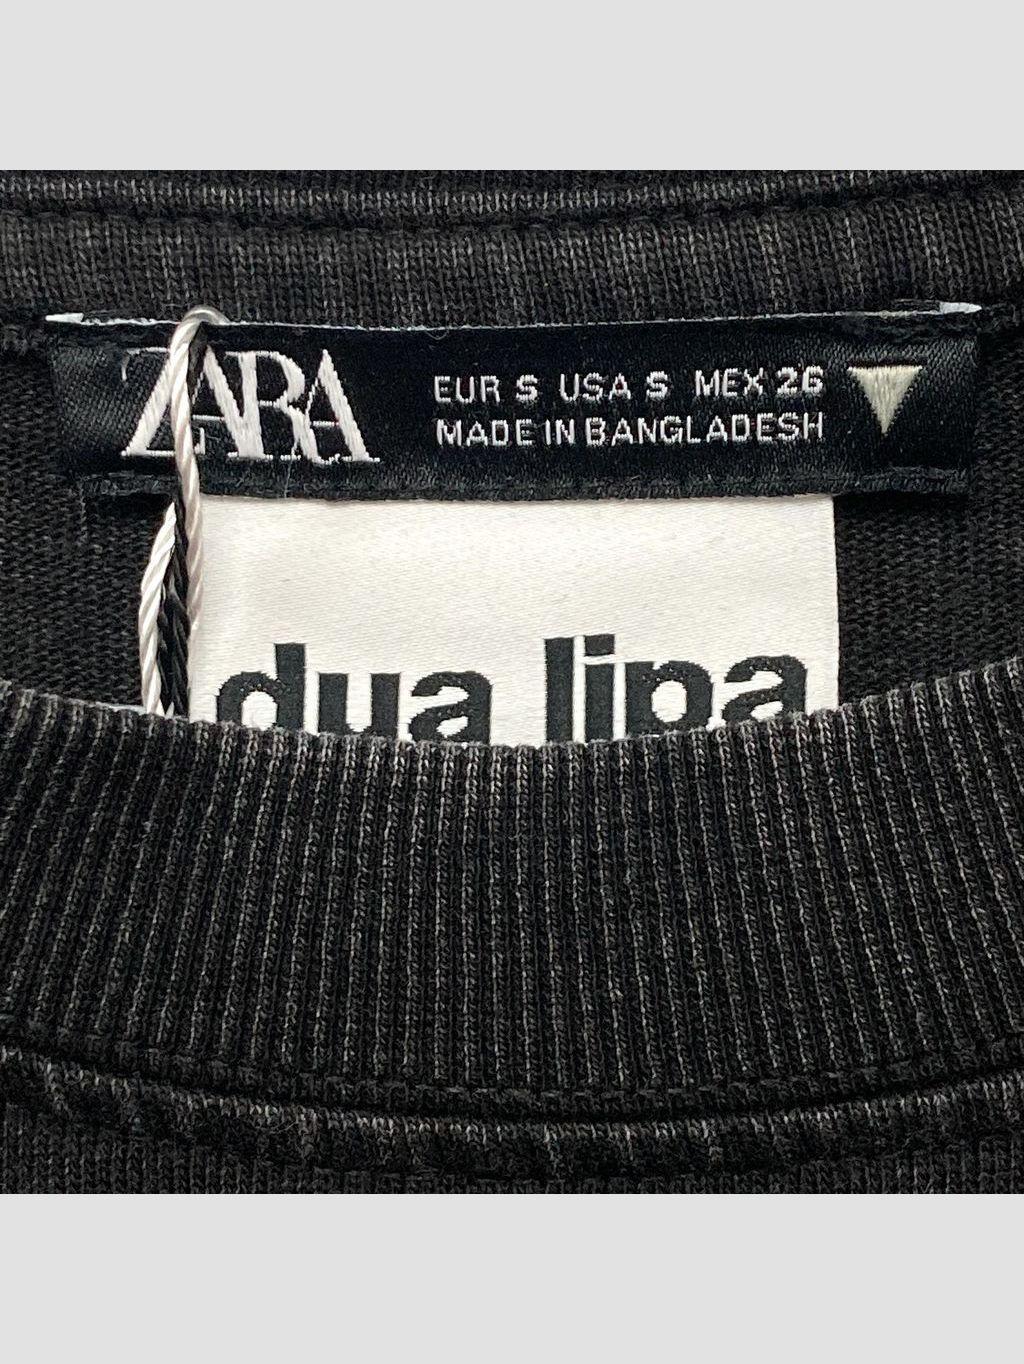 ZARA
EUR S USA S MEX 26
MADE IN BANGLADESH
dua lipa